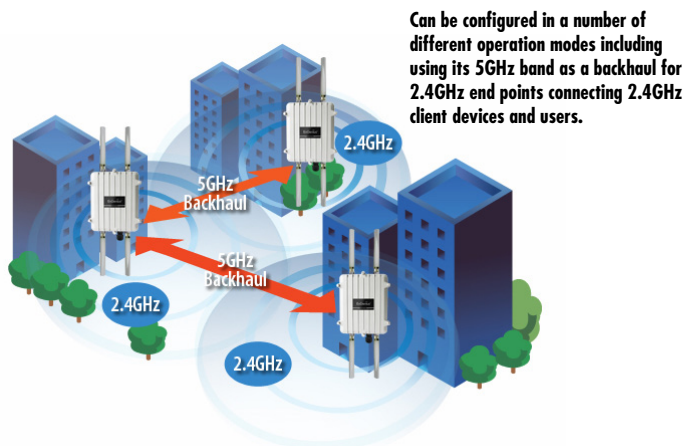 Can be configured in a number of
different operation modes including
using its 5GHz band as a backhaul for
2.4GHz end points connecting 2.4GHz
client devices and users.
2.4GHz
5GHz
Backhaul
5GHz
Backhaul
2.4GHz
2.4GHz